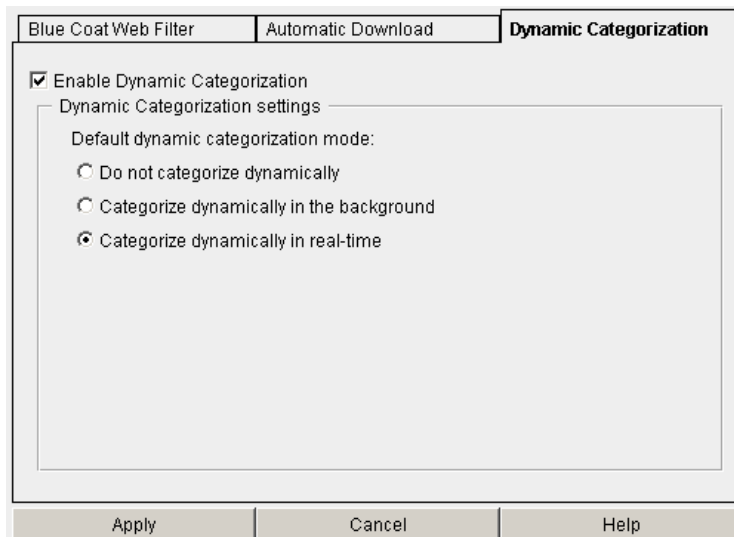 Blue Coat Web Filter Automatic Download Dynamic Categorization
Enable Dynamic Categorization
Dynamic Categorization settings
Default dynamic categorization mode:
Do not categorize dynamically
Categorize dynamically in the background
Categorize dynamically in real-time
Apply Cancel Help